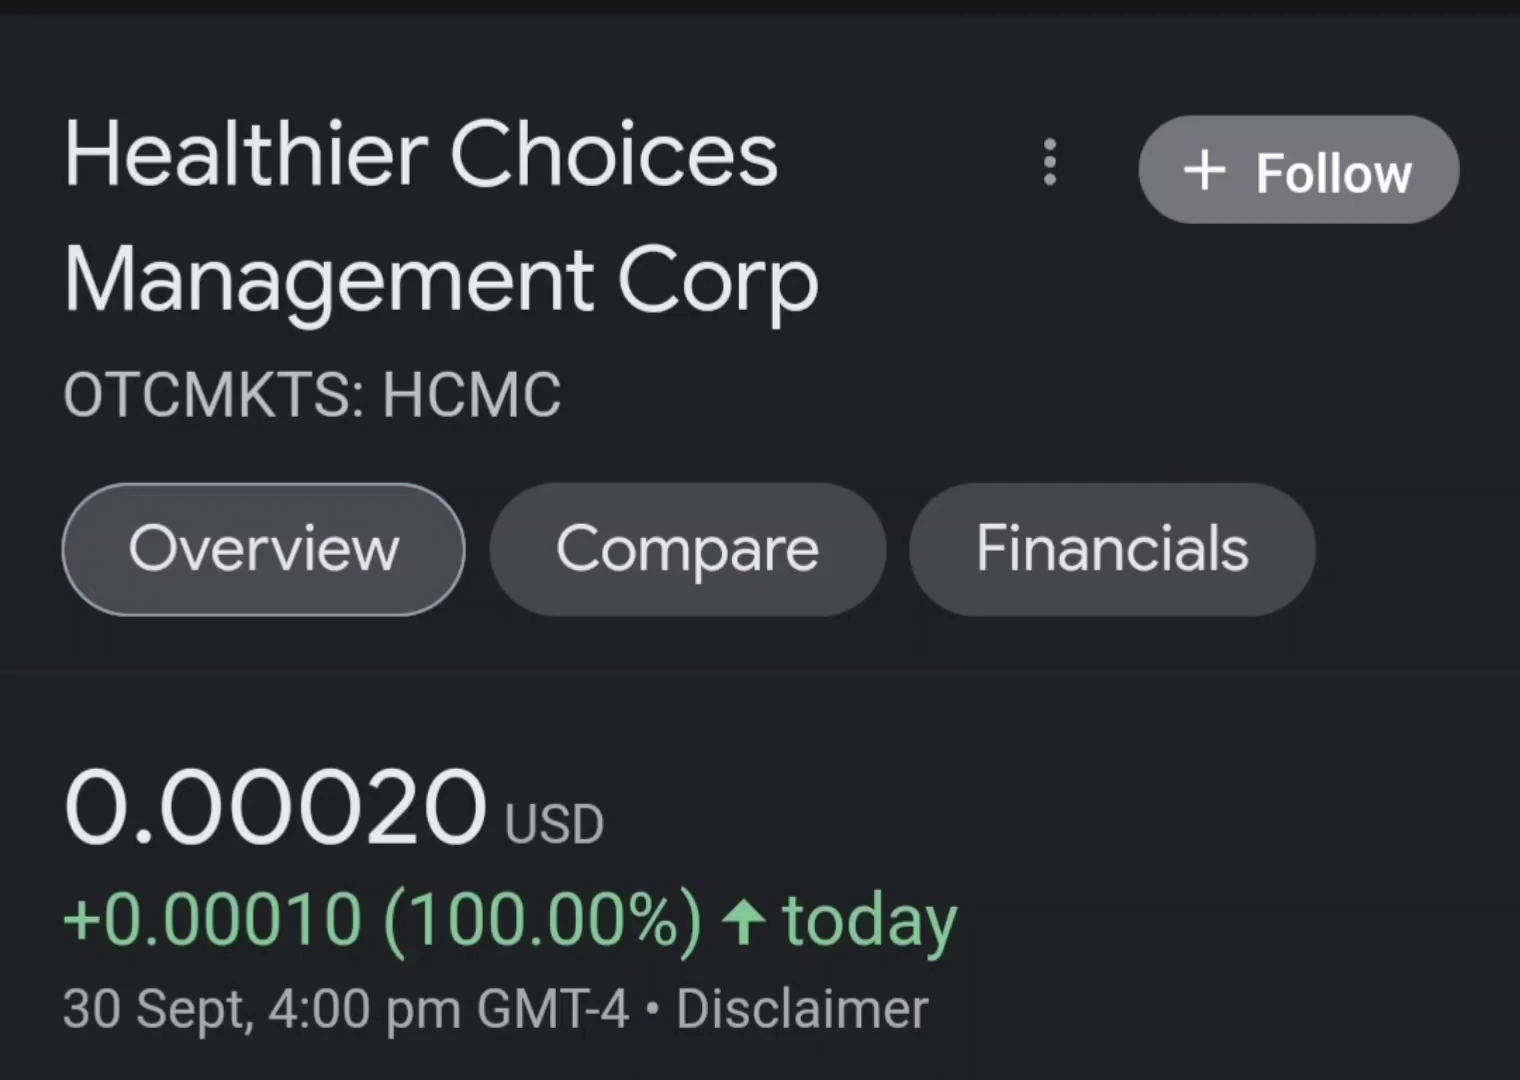 Healthier Choices
Management Corp
+ Follow
OTCMKTS: HCMC
Overview Compare Financials
0.00020 USD
+0.00010 (100.00%) ↑ today
30 Sept, 4:00 pm GMT-4 • Disclaimer